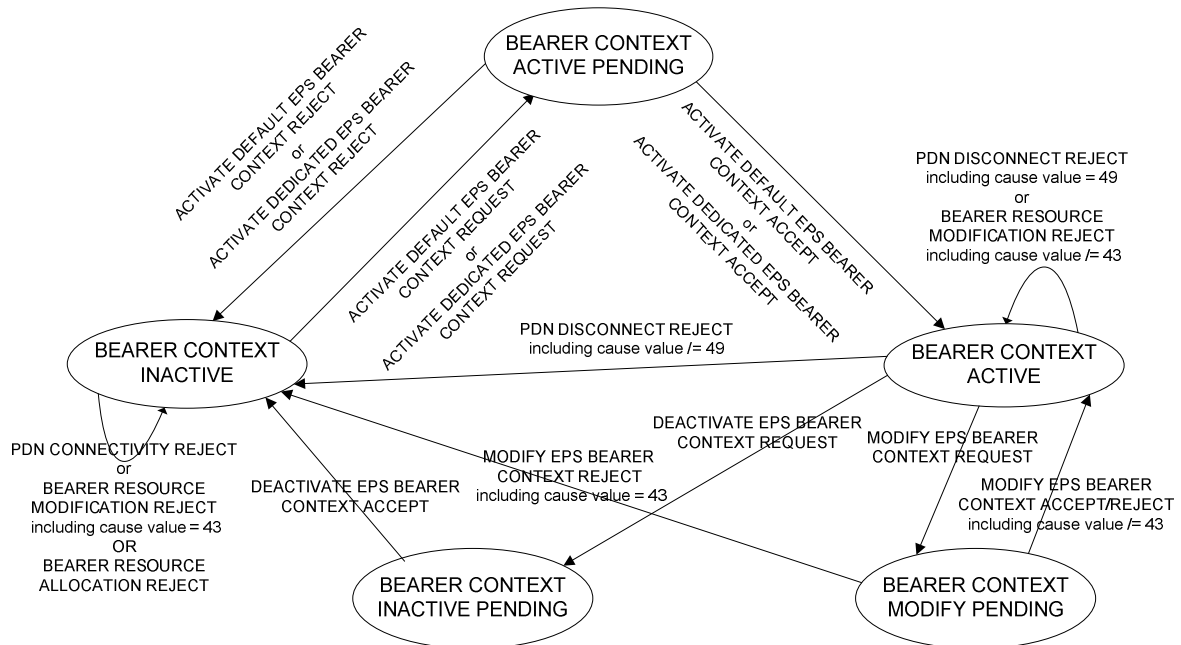 BEARER CONTEXT
ACTIVE PENDING
ACTIVATE DEFAULT EPS BEARER
CONTEXT REJECT
or
ACTIVATE DEDICATED EPS BEARER
CONTEXT REJECT
ACTIVATE DEFAULT EPS BEARER
CONTEXT REQUEST
or
ACTIVATE DEDICATED EPS BEARER
CONTEXT REQUEST
ACTIVATE DEFAULT EPS BEARER
CONTEXT ACCEPT
or
ACTIVATE DEDICATED EPS BEARER
CONTEXT ACCEPT
PDN DISCONNECT REJECT
including cause value = 49
or
BEARER RESOURCE
MODIFICATION REJECT
including cause value /= 43
PDN DISCONNECT REJECT
including cause value /= 49
BEARER CONTEXT
INACTIVE
BEARER CONTEXT
ACTIVE
PDN CONNECTIVITY REJECT
or
BEARER RESOURCE
MODIFICATION REJECT
including cause value = 43
OR
BEARER RESOURCE
ALLOCATION REJECT
DEACTIVATE EPS BEARER
CONTEXT ACCEPT
MODIFY EPS BEARER
CONTEXT REJECT
including cause value = 43
DEACTIVATE EPS BEARER
CONTEXT REQUEST
MODIFY EPS BEARER
CONTEXT REQUEST
MODIFY EPS BEARER
CONTEXT ACCEPT/REJECT
including cause value /= 43
BEARER CONTEXT
INACTIVE PENDING
BEARER CONTEXT
MODIFY PENDING